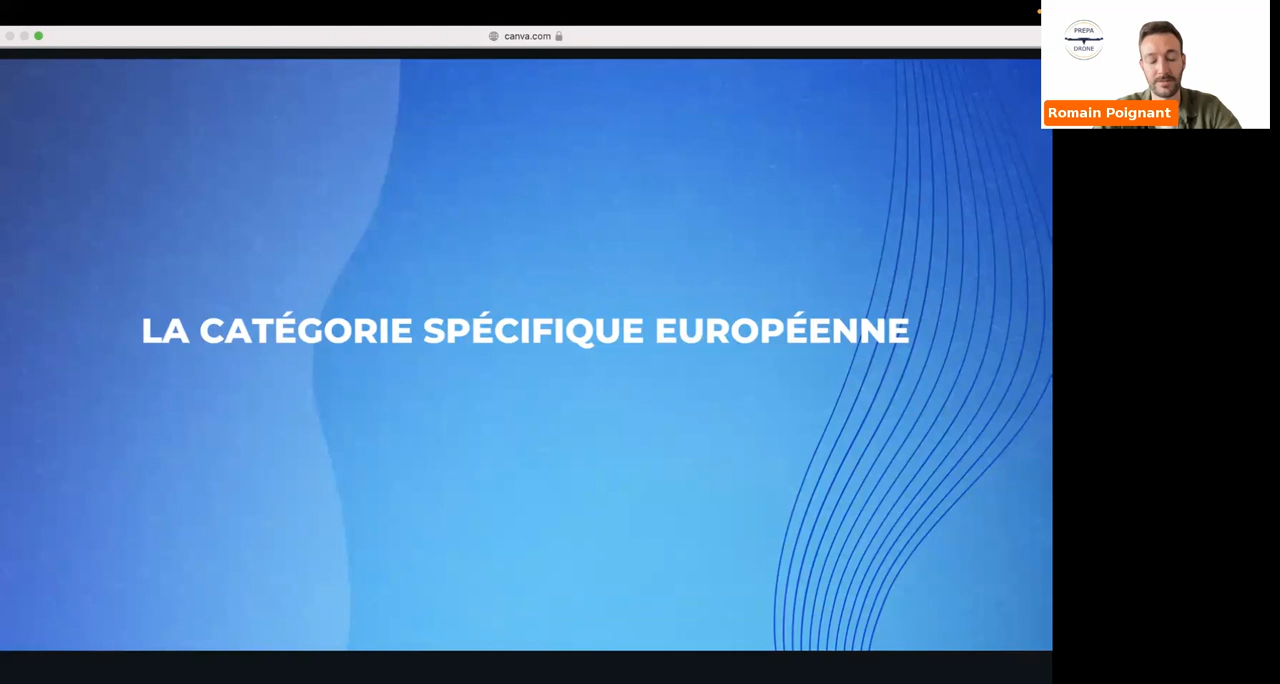 canva.com
PREPA
DRONE
Romain Poignant
LA CATÉGORIE SPÉCIFIQUE EUROPÉENNE